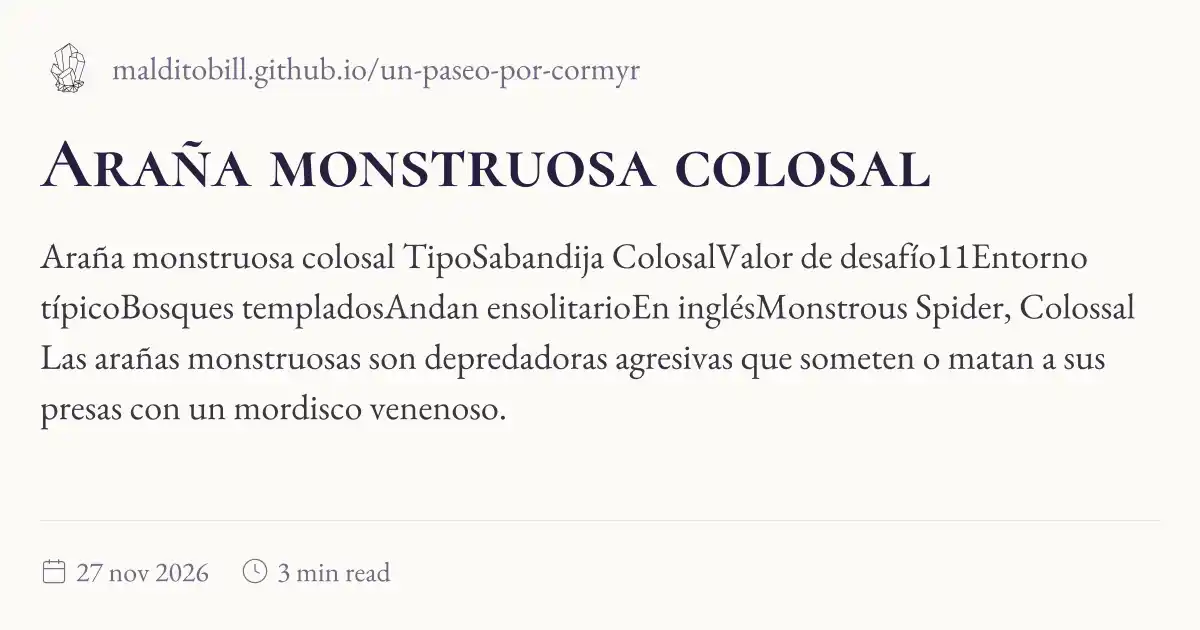 malditobill.github.io/un-paseo-por-cormyr
Araña monstruosa colosal
Araña monstruosa colosal TipoSabandija ColosalValor de desafío11Entorno
típicoBosques templadosAndan ensolitarioEn inglésMonstrous Spider, Colossal
Las arañas monstruosas son depredadoras agresivas que someten o matan a sus
presas con un mordisco venenoso.
27 nov 2026
3 min read